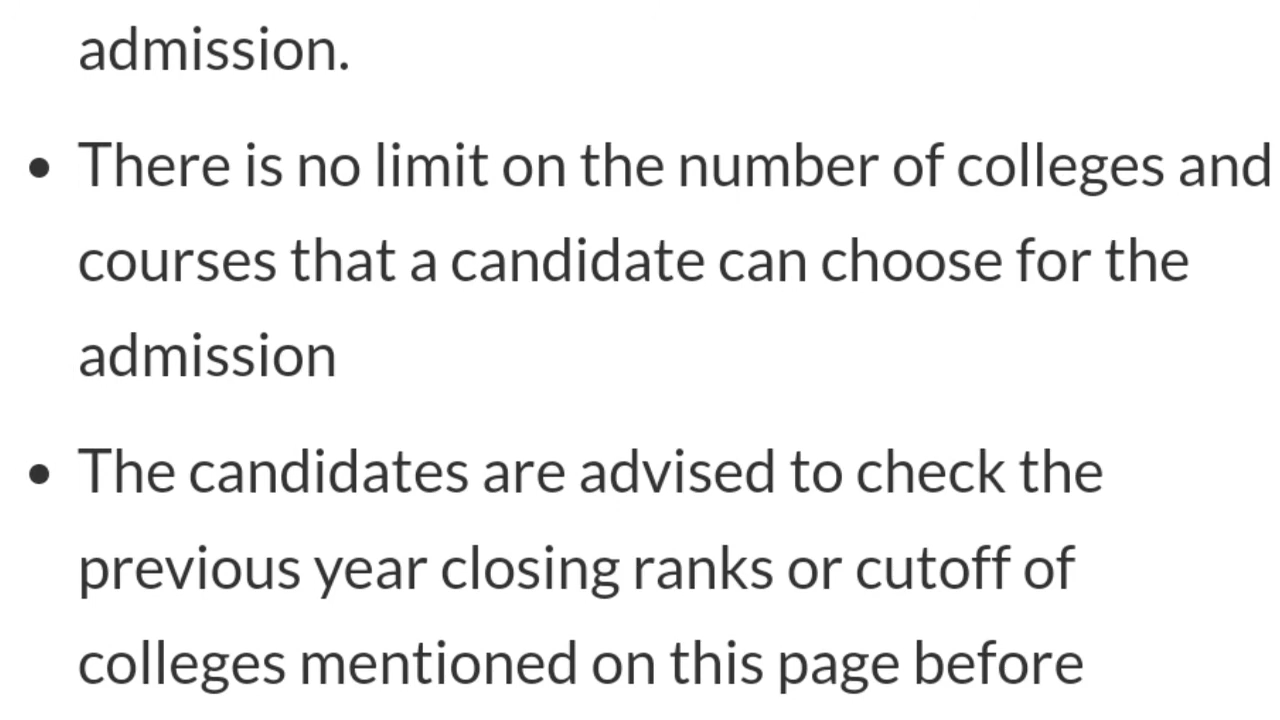 admission.
• There is no limit on the number of colleges and
courses that a candidate can choose for the
admission
• The candidates are advised to check the
previous year closing ranks or cutoff of
colleges mentioned on this page before